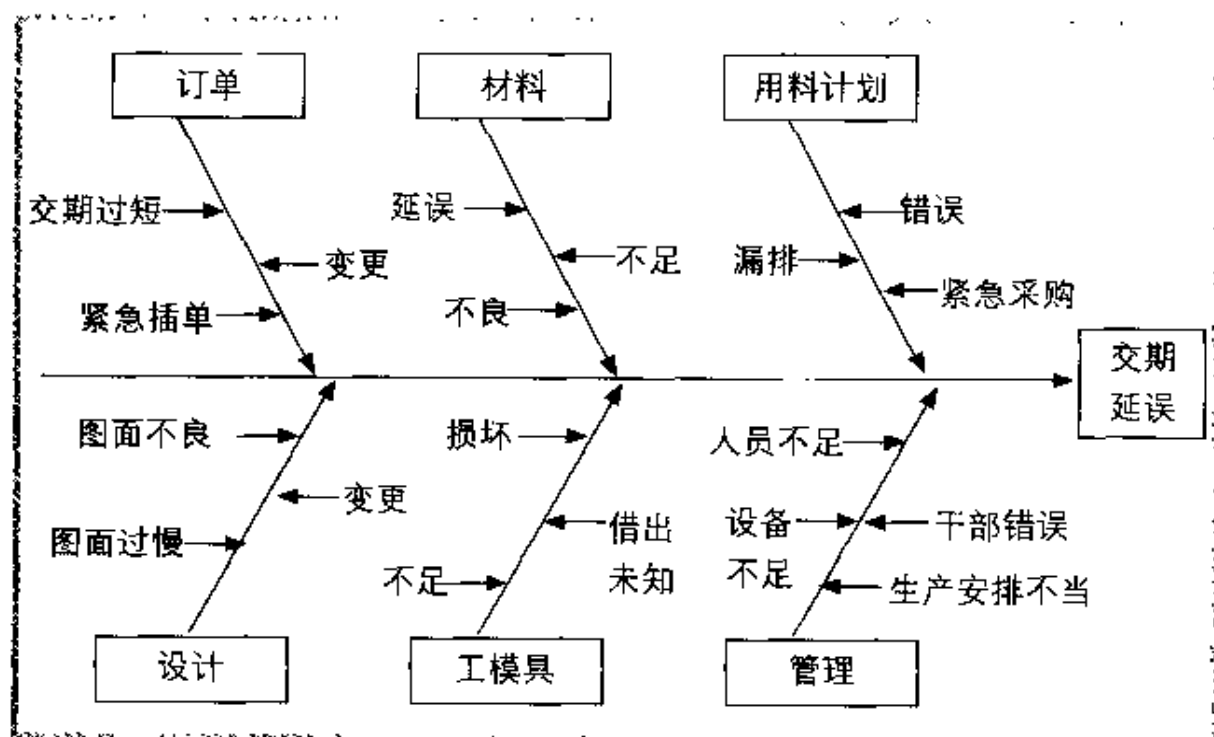 订单
材料
用料计划
交期过短
延误
错误
变更
不足
漏排
紧急插单
不良
紧急采购
交期
延误
图面不良
损坏
人员不足
变更
图面过慢
借出
未知
设备
不足
干部错误
不足
生产安排不当
设计
工模具
管理